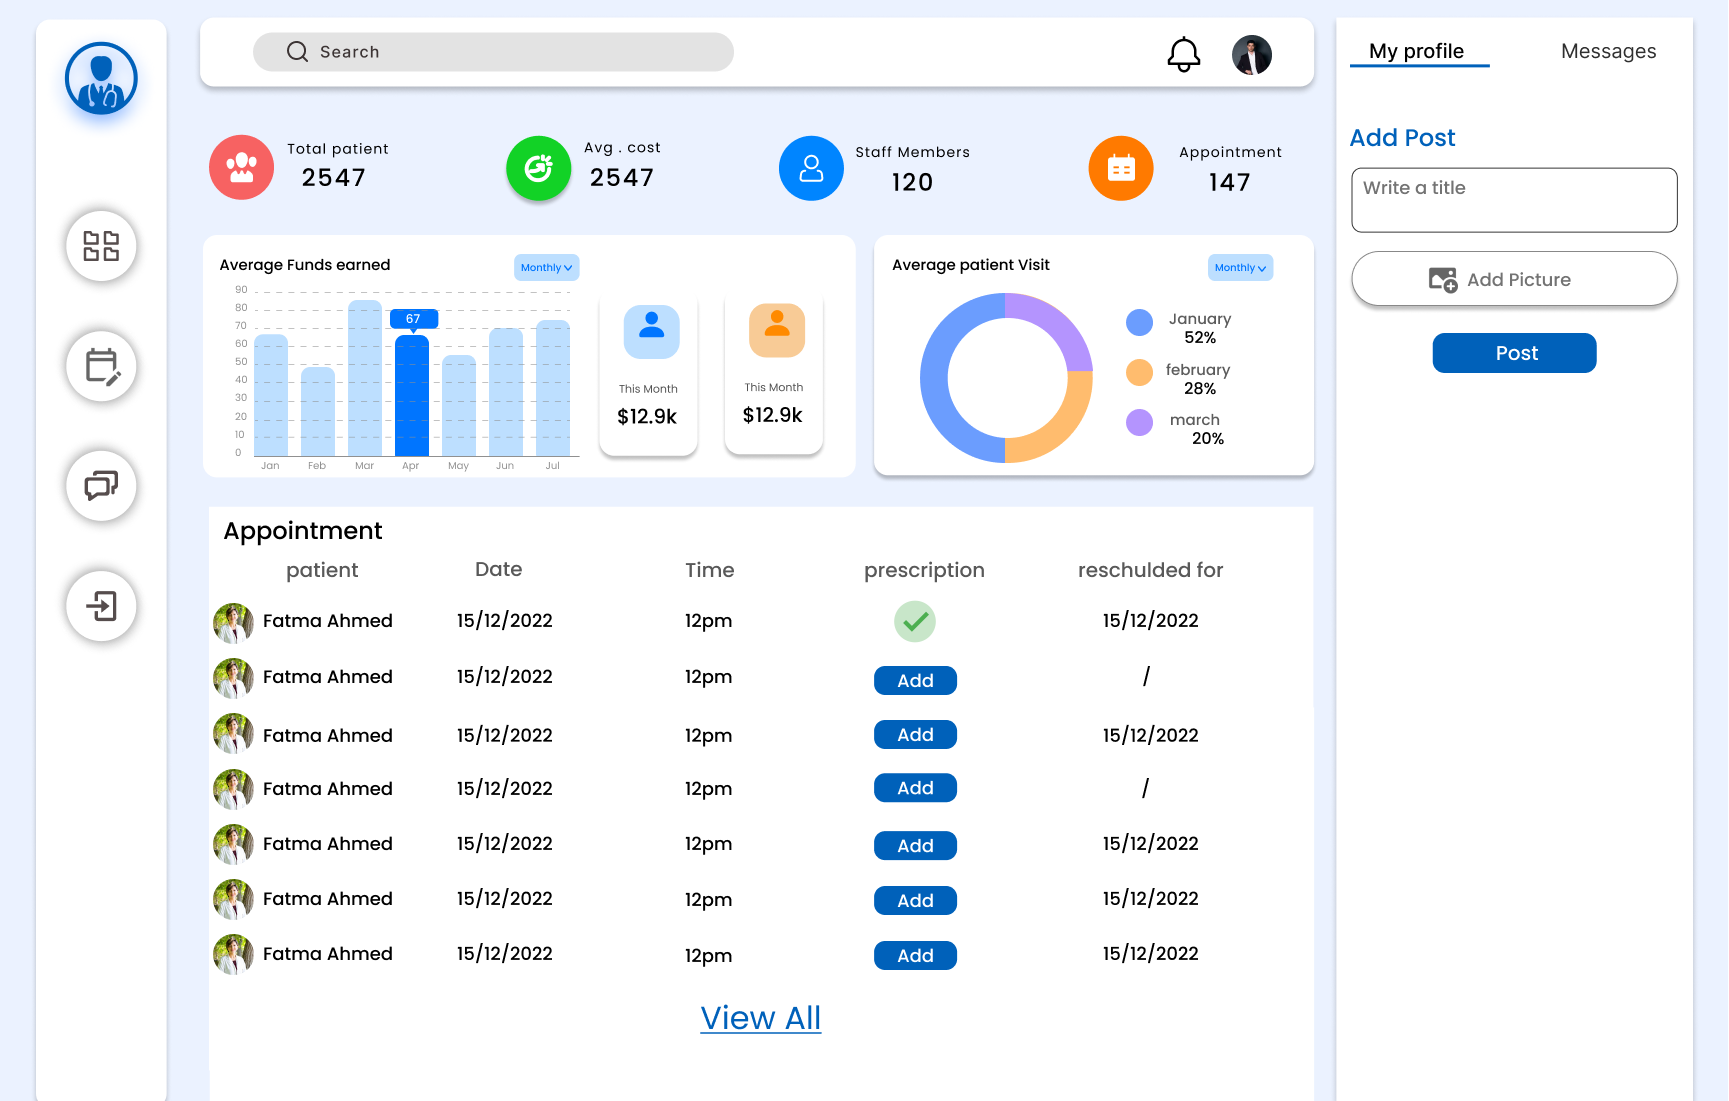 Search
My profile
Messages
Total patient
2547
Avg . cost
2547
Staff Members
120
Appointment
147
Add Post
Write a title
Add Picture
Post
Average Funds earned
Monthly
90
80
70
60
50
40
30
20
10
0
67
Jan Feb Mar Apr May Jun Jul
This Month
$12.9k
This Month
$12.9k
Average patient Visit
Monthly
January
52%
february
28%
march
20%
Appointment
patient Date Time prescription reschulded for
Fatma Ahmed 15/12/2022 12pm 15/12/2022
Fatma Ahmed 15/12/2022 12pm Add /
Fatma Ahmed 15/12/2022 12pm Add 15/12/2022
Fatma Ahmed 15/12/2022 12pm Add /
Fatma Ahmed 15/12/2022 12pm Add 15/12/2022
Fatma Ahmed 15/12/2022 12pm Add 15/12/2022
Fatma Ahmed 15/12/2022 12pm Add 15/12/2022
View All